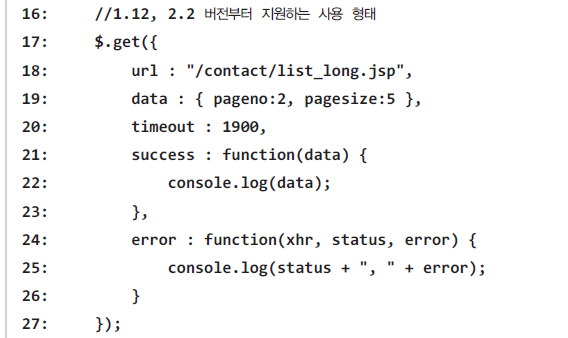 16:    //1.12, 2.2 버전부터 지원하는 사용 형태
17:    $.get({
18:        url : "/contact/list_long.jsp",
19:        data : { pageno:2, pagesize:5 },
20:        timeout : 1900,
21:        success : function(data) {
22:            console.log(data);
23:        },
24:        error : function(xhr, status, error) {
25:            console.log(status + ", " + error);
26:        }
27:    });